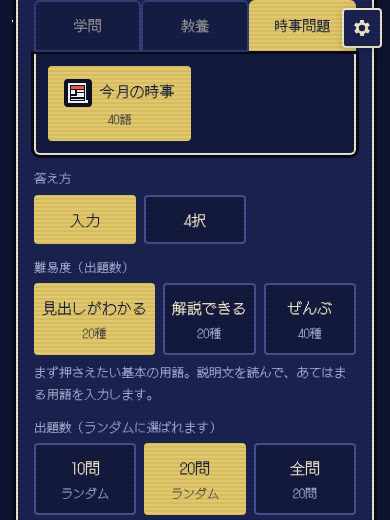 学問
教養
時事問題
今月の時事
40語
答え方
入力
4択
難易度（出題数）
見出しがわかる
20種
解説できる
20種
ぜんぶ
40種
まず押さえたい基本の用語。説明文を読んで、あてはま
る用語を入力します。
出題数（ランダムに選ばれます）
10問
ランダム
20問
ランダム
全問
20問